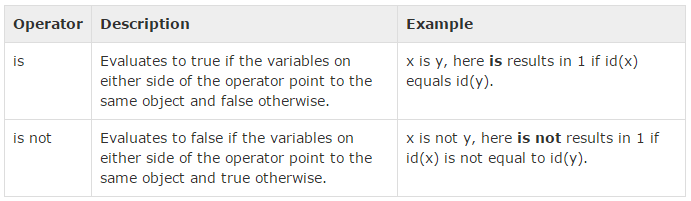 Operator Description Example
is Evaluates to true if the variables on x is y, here is results in 1 if id(x)
either side of the operator point to the equals id(y).
same object and false otherwise.
is not Evaluates to false if the variables on x is not y, here is not results in 1 if
either side of the operator point to the id(x) is not equal to id(y).
same object and true otherwise.